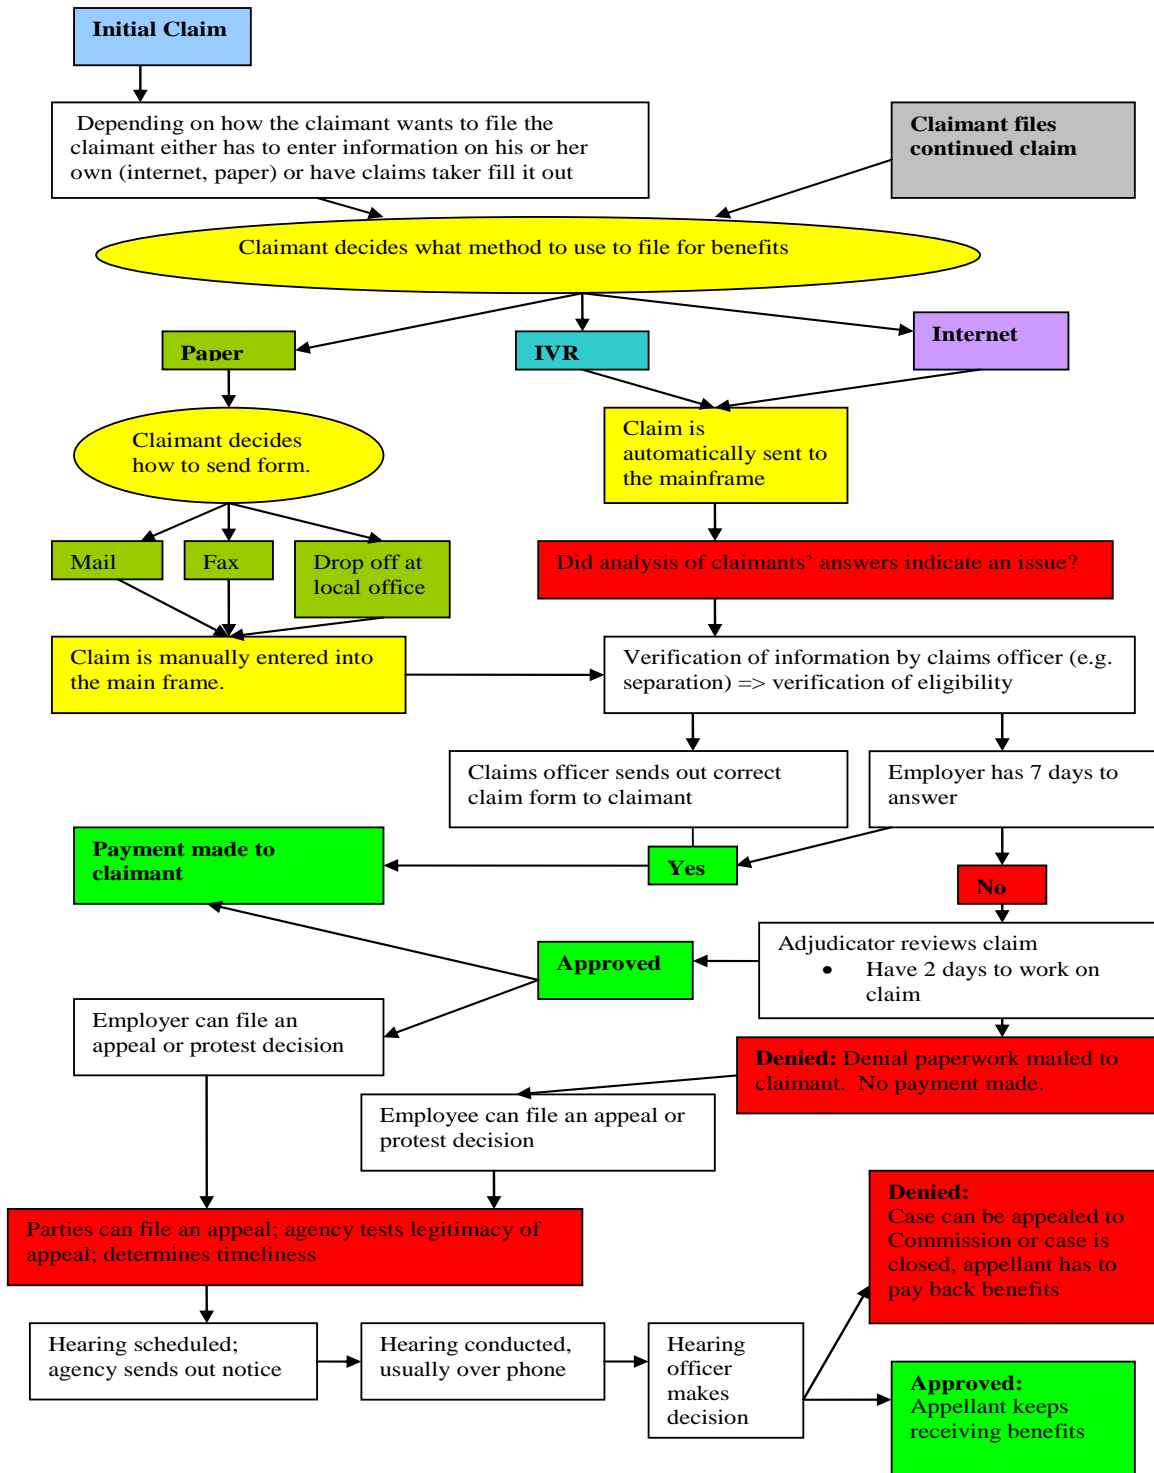 Initial Claim
Depending on how the claimant wants to file the
claimant either has to enter information on his or her
own (internet, paper) or have claims taker fill it out
Claimant files
continued claim
Claimant decides what method to use to file for benefits
Paper
IVR
Internet
Claimant decides
how to send form.
Claim is
automatically sent to
the mainframe
Mail
Fax
Drop off at
local office
Did analysis of claimants’ answers indicate an issue?
Claim is manually entered into
the main frame.
Verification of information by claims officer (e.g.
separation) => verification of eligibility
Claims officer sends out correct
claim form to claimant
Employer has 7 days to
answer
Payment made to
claimant
Yes
No
Adjudicator reviews claim
• Have 2 days to work on
claim
Approved
Employer can file an
appeal or protest decision
Denied: Denial paperwork mailed to
claimant.  No payment made.
Employee can file an appeal or
protest decision
Parties can file an appeal; agency tests legitimacy of
appeal; determines timeliness
Denied:
Case can be appealed to
Commission or case is
closed, appellant has to
pay back benefits
Hearing scheduled;
agency sends out notice
Hearing conducted,
usually over phone
Hearing
officer
makes
decision
Approved:
Appellant keeps
receiving benefits